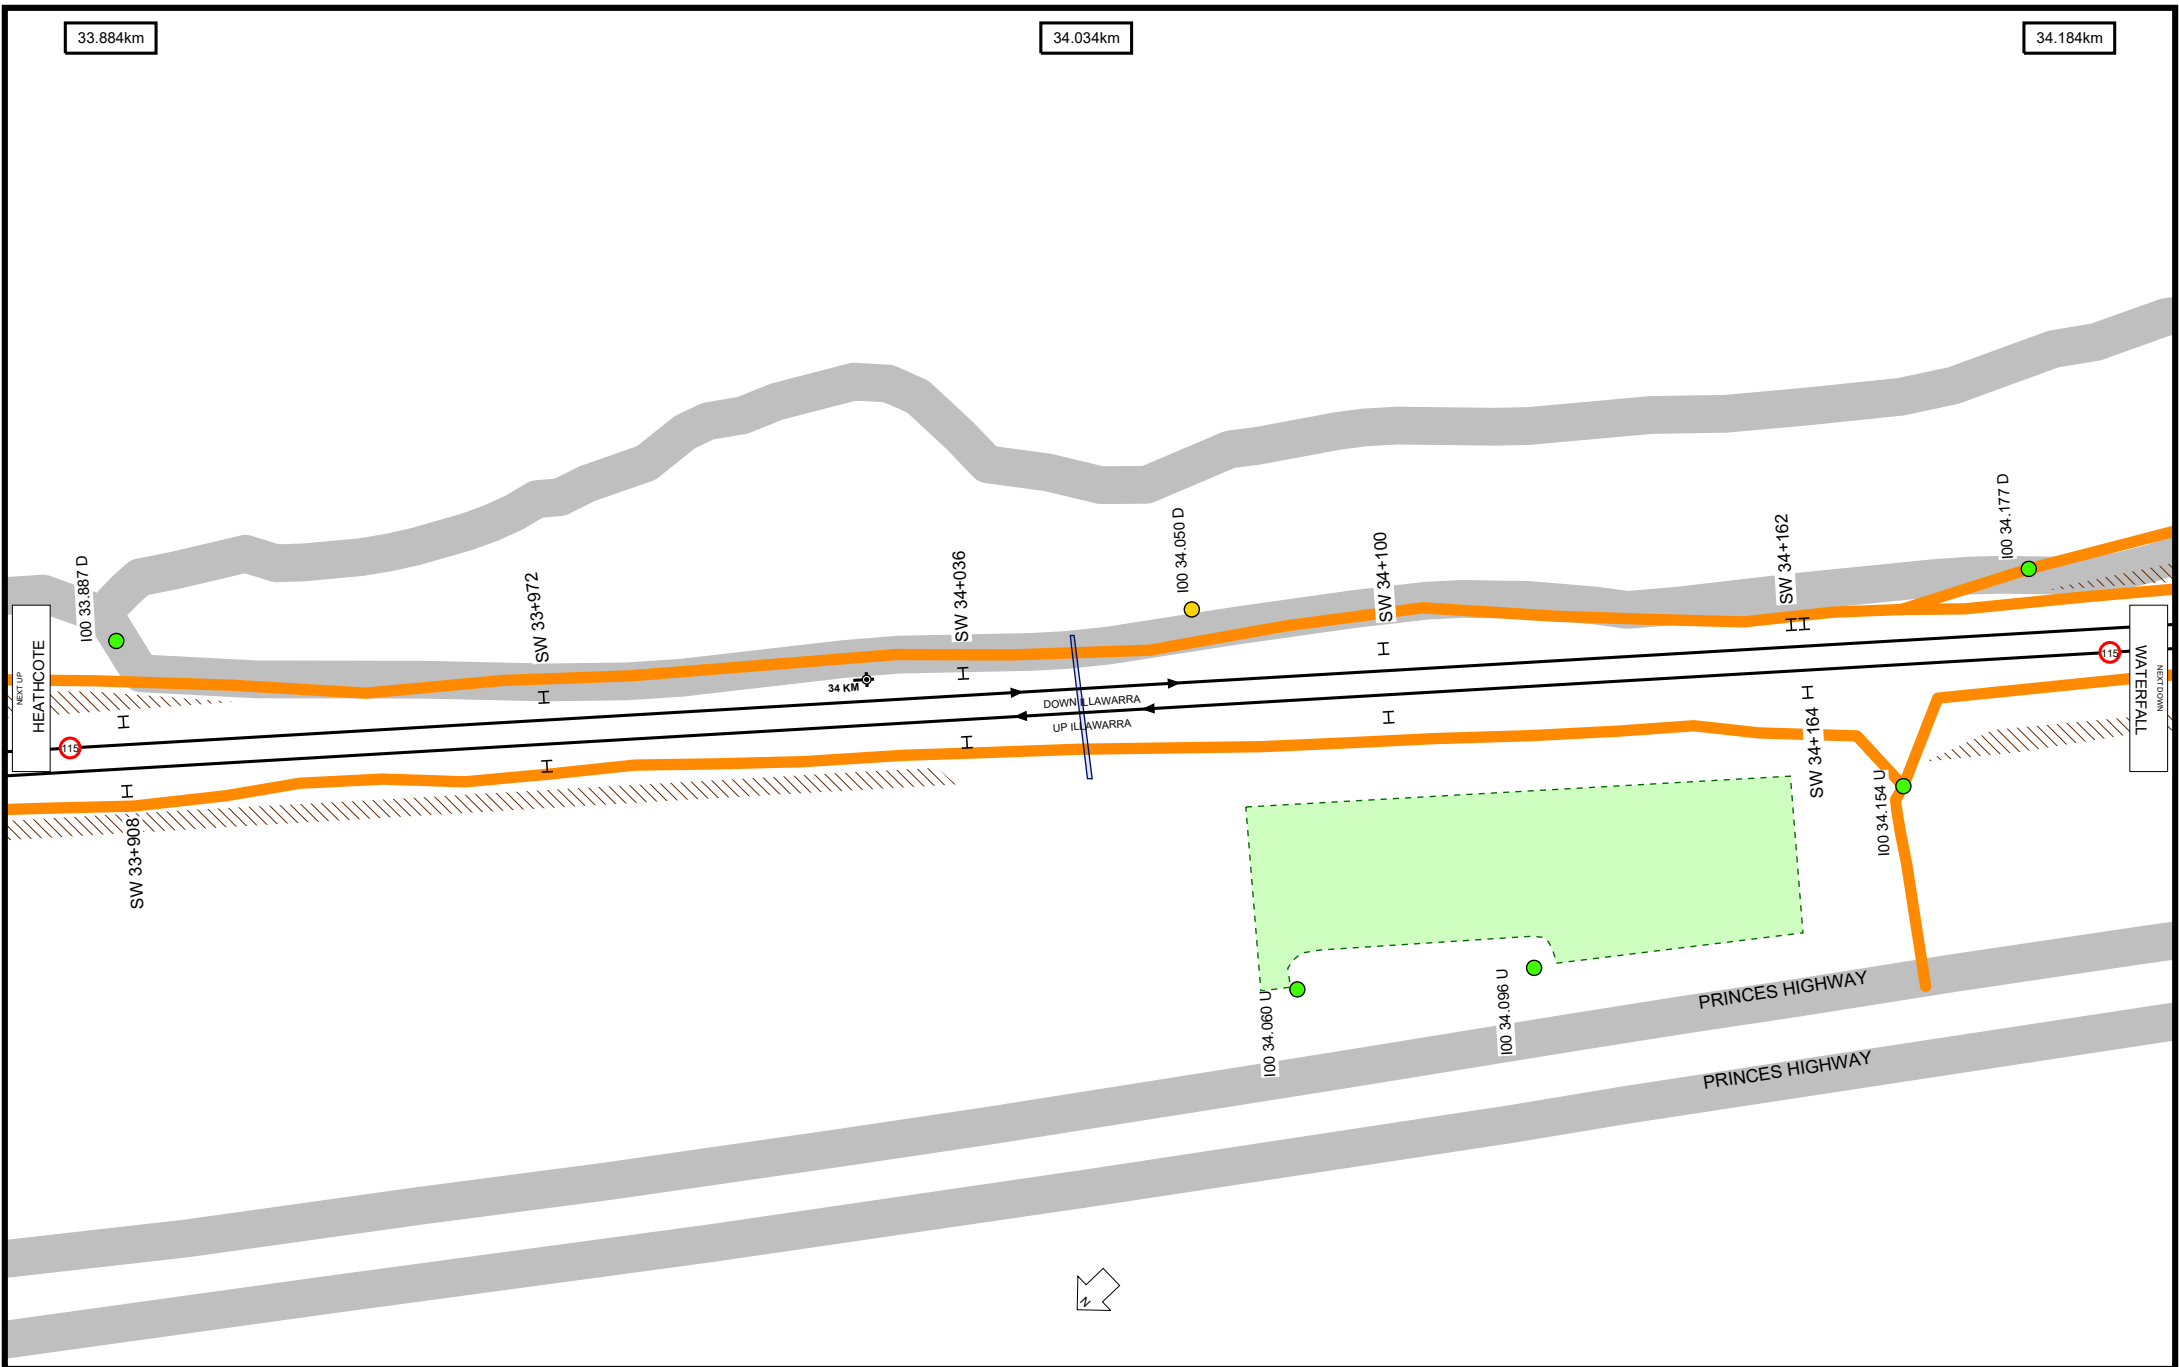 33.884km
34.034km
34.184km
I00 33.887 D
SW 33+972
SW 34+036
I00 34.050 D
SW 34+100
SW 34+162
I00 34.177 D
NEXT UP
HEATHCOTE
115
34 KM
DOWN ILLAWARRA
UP ILLAWARRA
115
WATERFALL
NEXT DOWN
SW 33+908
SW 34+164
I00 34.154 U
I00 34.060 U
I00 34.096 U
PRINCES HIGHWAY
PRINCES HIGHWAY
N